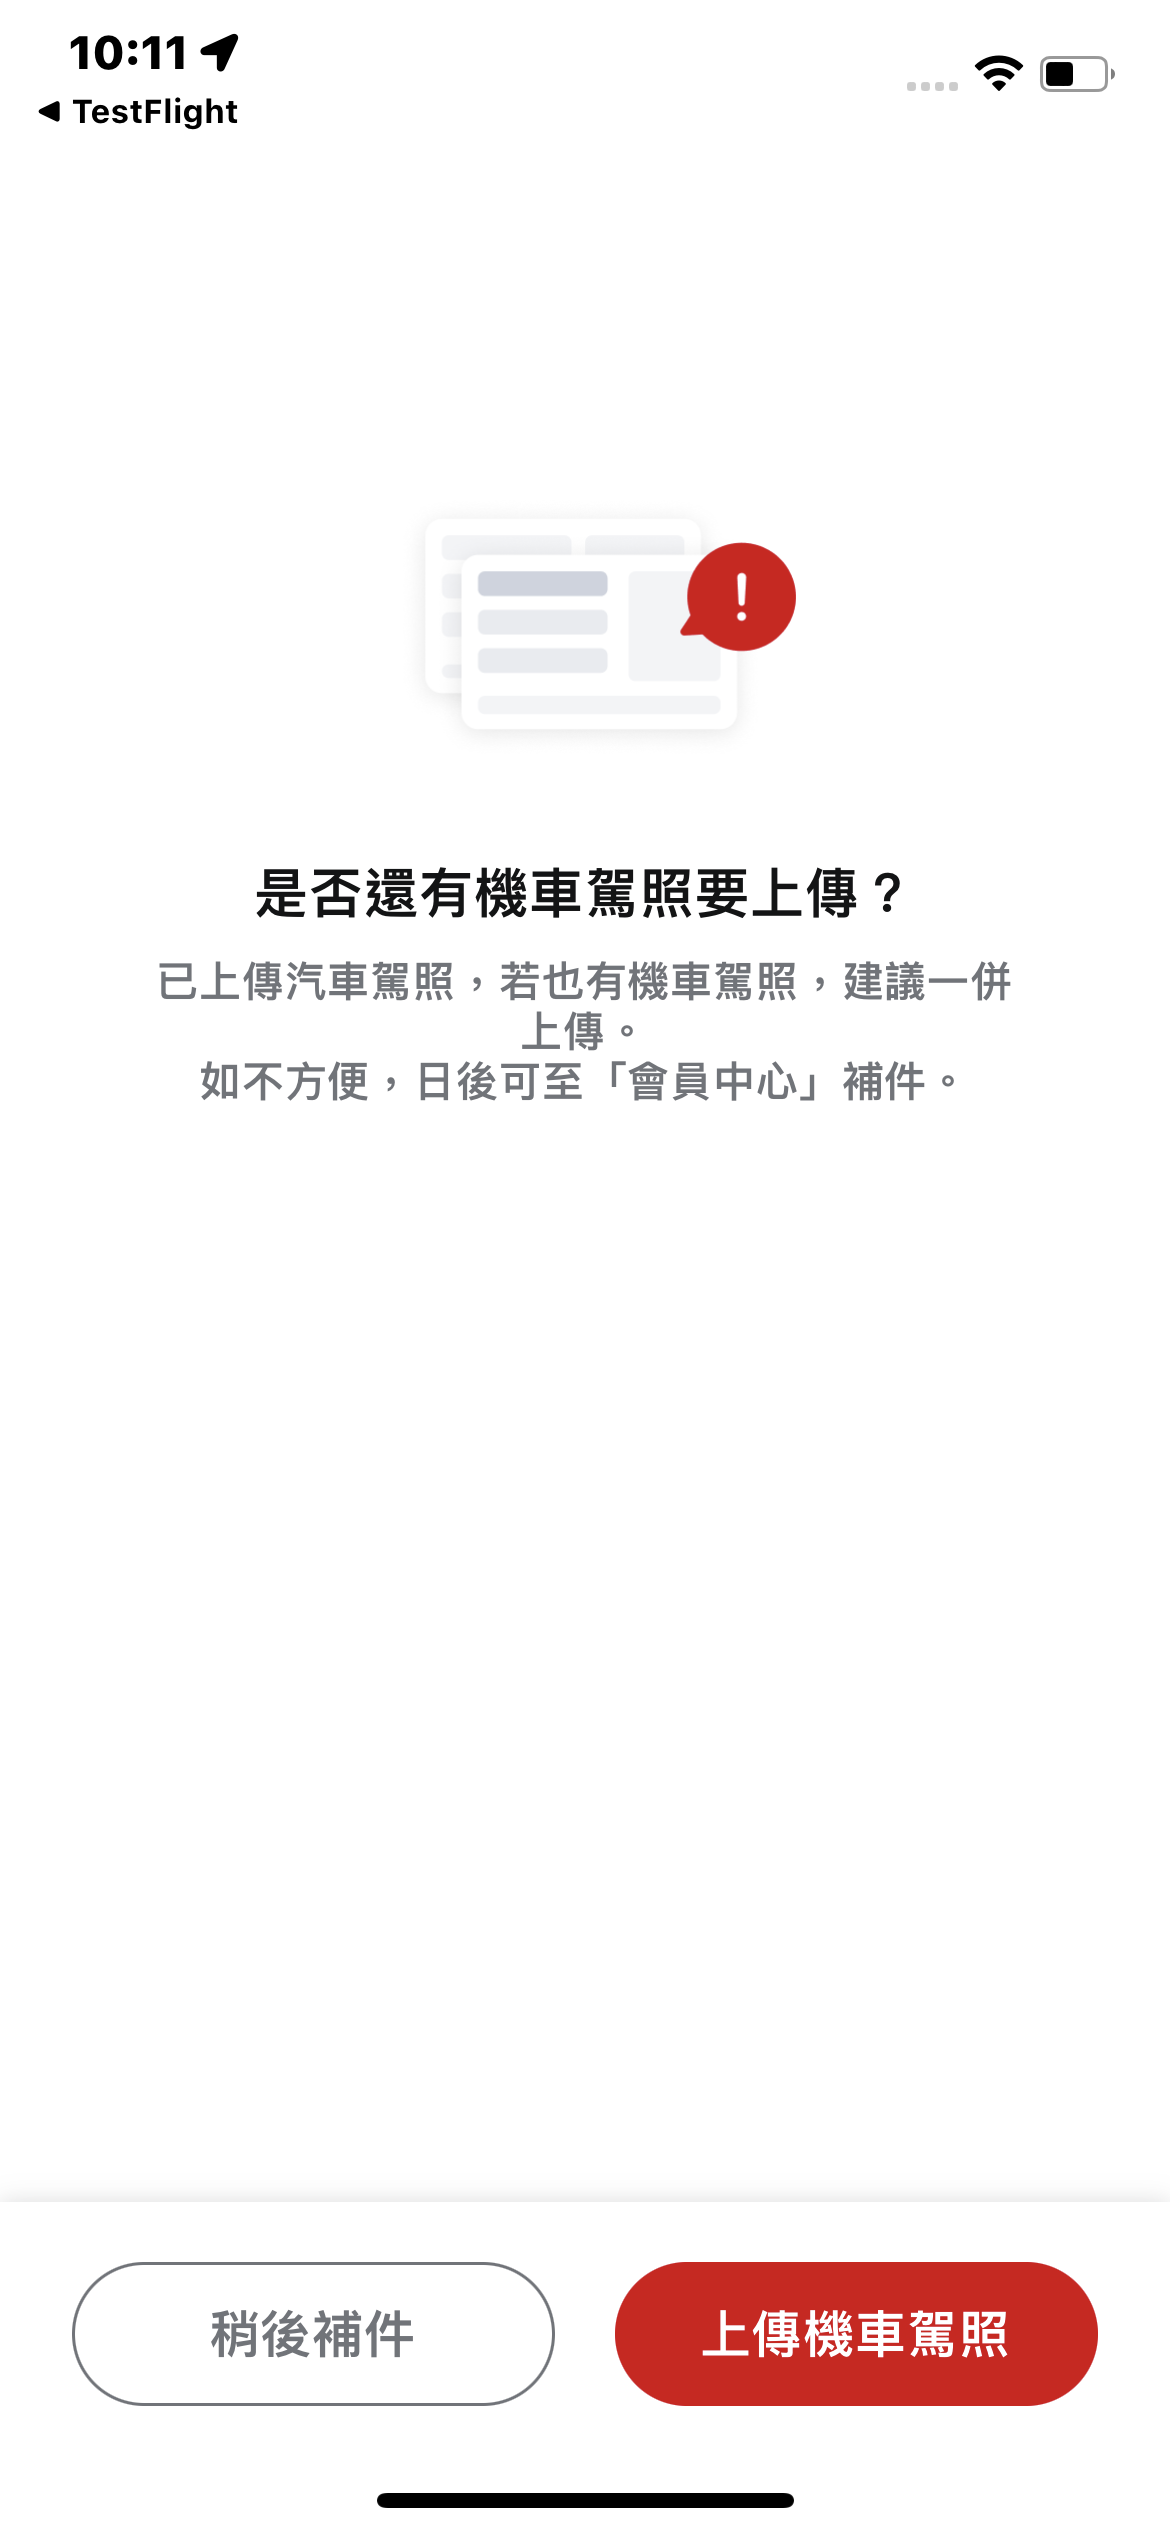 10:11
TestFlight
是否還有機車駕照要上傳？
已上傳汽車駕照，若也有機車駕照，建議一併
上傳。
如不方便，日後可至「會員中心」補件。
稍後補件
上傳機車駕照